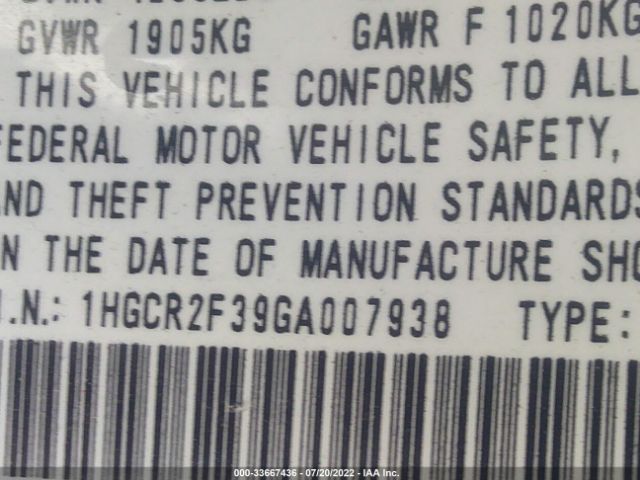 GVWR 1905KG GAWR F 1020KG
THIS VEHICLE CONFORMS TO ALL
FEDERAL MOTOR VEHICLE SAFETY,
AND THEFT PREVENTION STANDARDS
N THE DATE OF MANUFACTURE SHO
I.N.: 1HGCR2F39GA007938 TYPE:
000-33667436 - 07/20/2022 - IAA Inc.